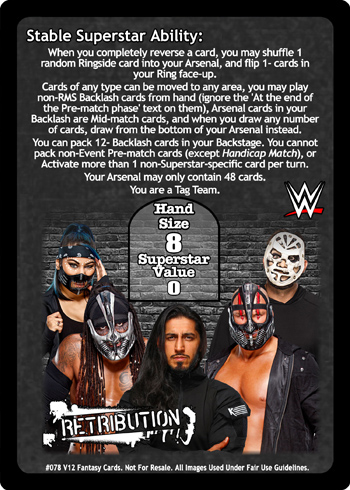 Stable Superstar Ability:
When you completely reverse a card, you may shuffle 1
random Ringside card into your Arsenal, and flip 1- cards in
your Ring face-up.
Cards of any type can be moved to any area, you may play
non-RMS Backlash cards from hand (ignore the 'At the end of
the Pre-match phase' text on them), Arsenal cards in your
Backlash are Mid-match cards, and when you draw any number
of cards, draw from the bottom of your Arsenal instead.
You can pack 12- Backlash cards in your Backstage. You cannot
pack non-Event Pre-match cards (except Handicap Match), or
Activate more than 1 non-Superstar-specific card per turn.
Your Arsenal may only contain 48 cards.
You are a Tag Team.
Hand
Size
8
Superstar
Value
0
W
RETRIBUTION
#078 V12 Fantasy Cards. Not For Resale. All Images Used Under Fair Use Guidelines.